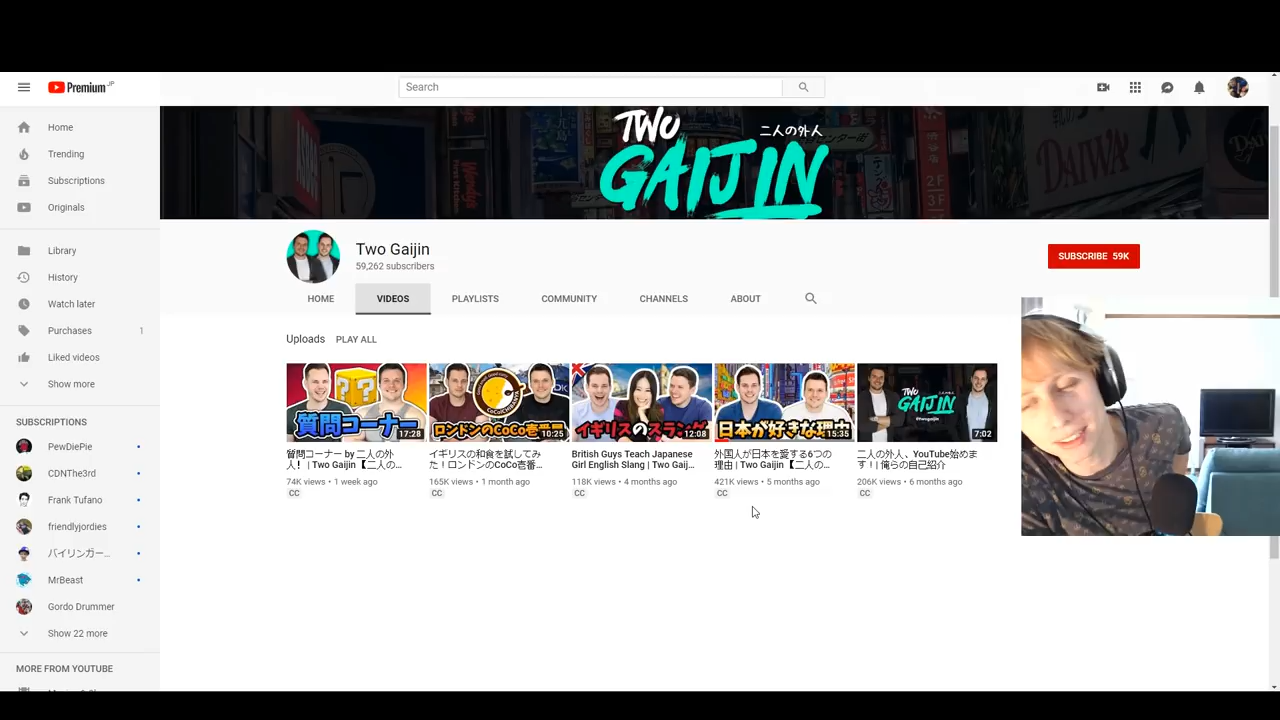 Premium JP
Search
Home
Trending
Subscriptions
Originals
Library
History
Watch later
Purchases 1
Liked videos
Show more
SUBSCRIPTIONS
PewDiePie
CDNThe3rd
Frank Tufano
friendlyjordies
バイリンガー...
MrBeast
Gordo Drummer
Show 22 more
MORE FROM YOUTUBE
TWO
二人の外人
GAIJIN
DAIWA
2F
3F
Two Gaijin
59,262 subscribers
SUBSCRIBE 59K
HOME VIDEOS PLAYLISTS COMMUNITY CHANNELS ABOUT
Uploads PLAY ALL
質問コーナー
17:28
質問コーナー by 二人の外
人！ | Two Gaijin【二人の...
74K views • 1 week ago
CC
ロンドンのCoCo壱番屋
10:25
イギリスの和食を試してみ
た！ロンドンのCoCo壱番...
165K views • 1 month ago
CC
イギリスのスラング
12:08
British Guys Teach Japanese
Girl English Slang | Two Gaij...
118K views • 4 months ago
CC
日本が好きな理由
15:35
外国人が日本を愛する6つの
理由 | Two Gaijin【二人の...
421K views • 5 months ago
CC
TWO
GAIJIN
7:02
二人の外人、YouTube始めま
す！| 俺らの自己紹介
206K views • 6 months ago
CC